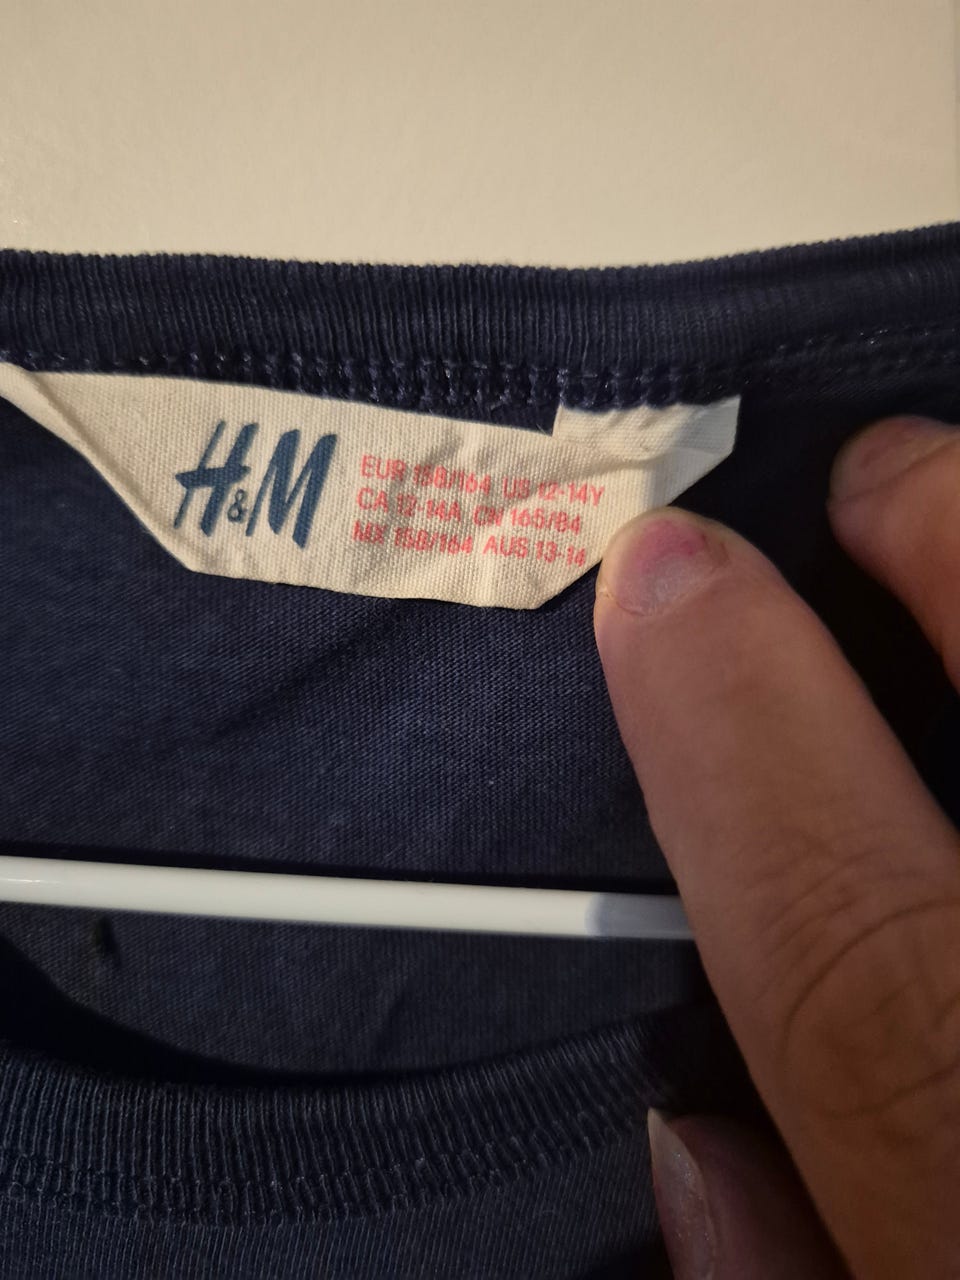 H&M
EUR 158/164 US 12-14Y
CA 12-14A CN 165/84
MX 158/164 AUS 13-14